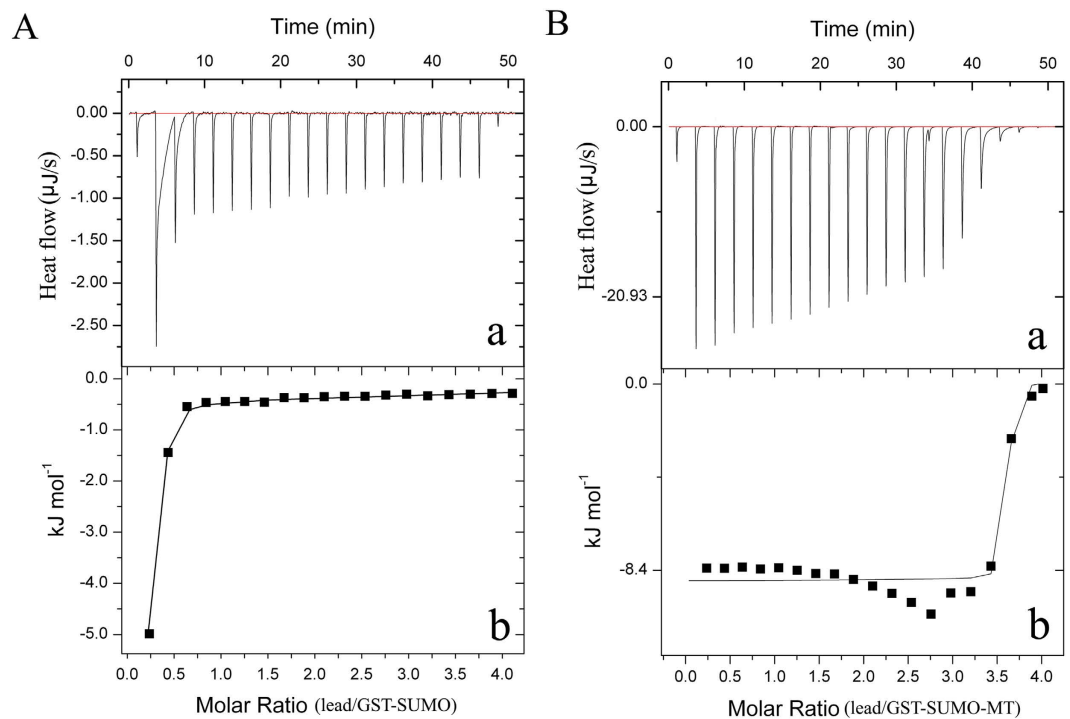 A
Time (min)
0 10 20 30 40 50
0.00
-0.50
-1.00
-1.50
-2.00
-2.50
Heat flow (μJ/s)
a
0.0
-1.0
-2.0
-3.0
-4.0
-5.0
kJ mol⁻¹
b
0.0 0.5 1.0 1.5 2.0 2.5 3.0 3.5 4.0
Molar Ratio (lead/GST-SUMO)
B
Time (min)
0 10 20 30 40 50
0.00
-20.93
Heat flow (μJ/s)
a
0.0
-8.4
kJ mol⁻¹
b
0.0 0.5 1.0 1.5 2.0 2.5 3.0 3.5 4.0
Molar Ratio (lead/GST-SUMO-MT)